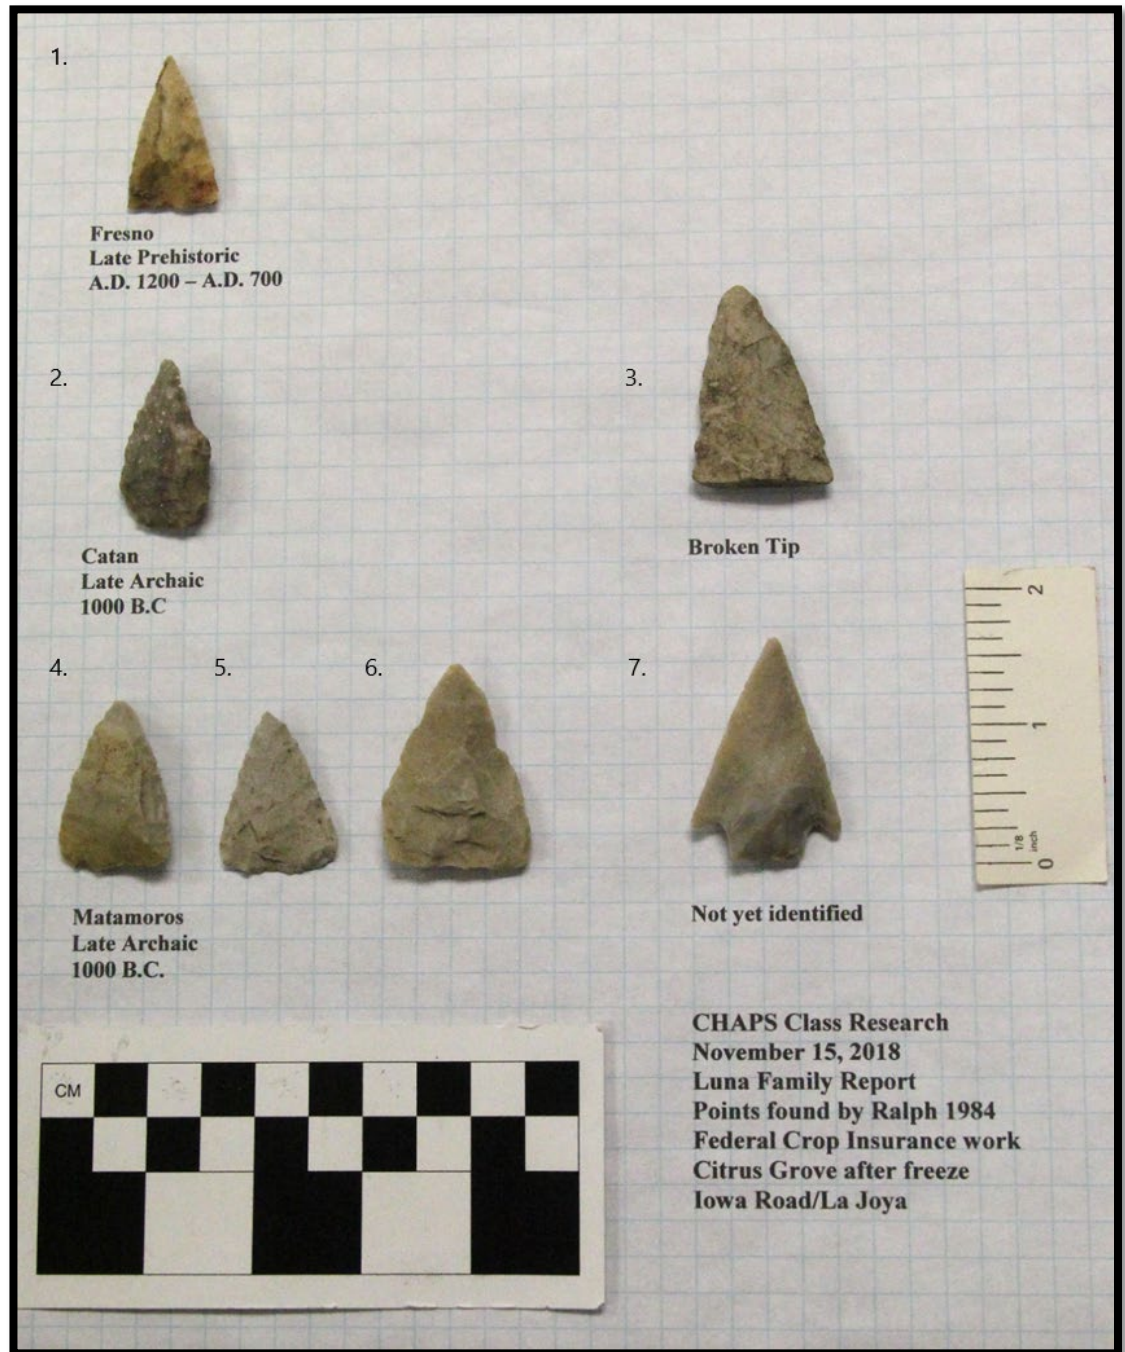 1.
Fresno
Late Prehistoric
A.D. 1200 – A.D. 700
2.
Catan
Late Archaic
1000 B.C
3.
Broken Tip
4.
5.
6.
Matamoros
Late Archaic
1000 B.C.
7.
Not yet identified
2
1
1/8
inch
0
CM
CHAPS Class Research
November 15, 2018
Luna Family Report
Points found by Ralph 1984
Federal Crop Insurance work
Citrus Grove after freeze
Iowa Road/La Joya